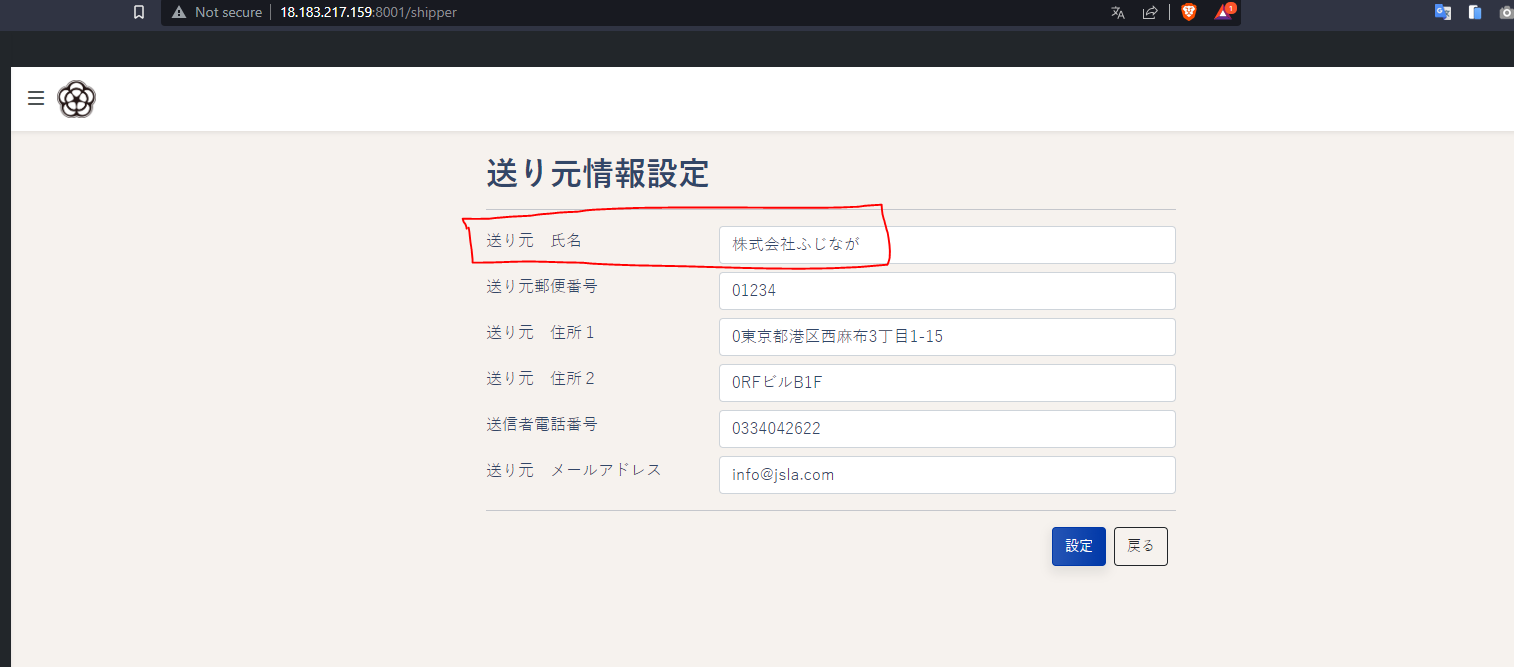 Not secure 18.183.217.159:8001/shipper
1
送り元情報設定
送り元　氏名 株式会社ふじなが
送り元郵便番号 01234
送り元　住所１ 0東京都港区西麻布3丁目1-15
送り元　住所２ 0RFビルB1F
送信者電話番号 0334042622
送り元　メールアドレス info@jsla.com
設定 戻る